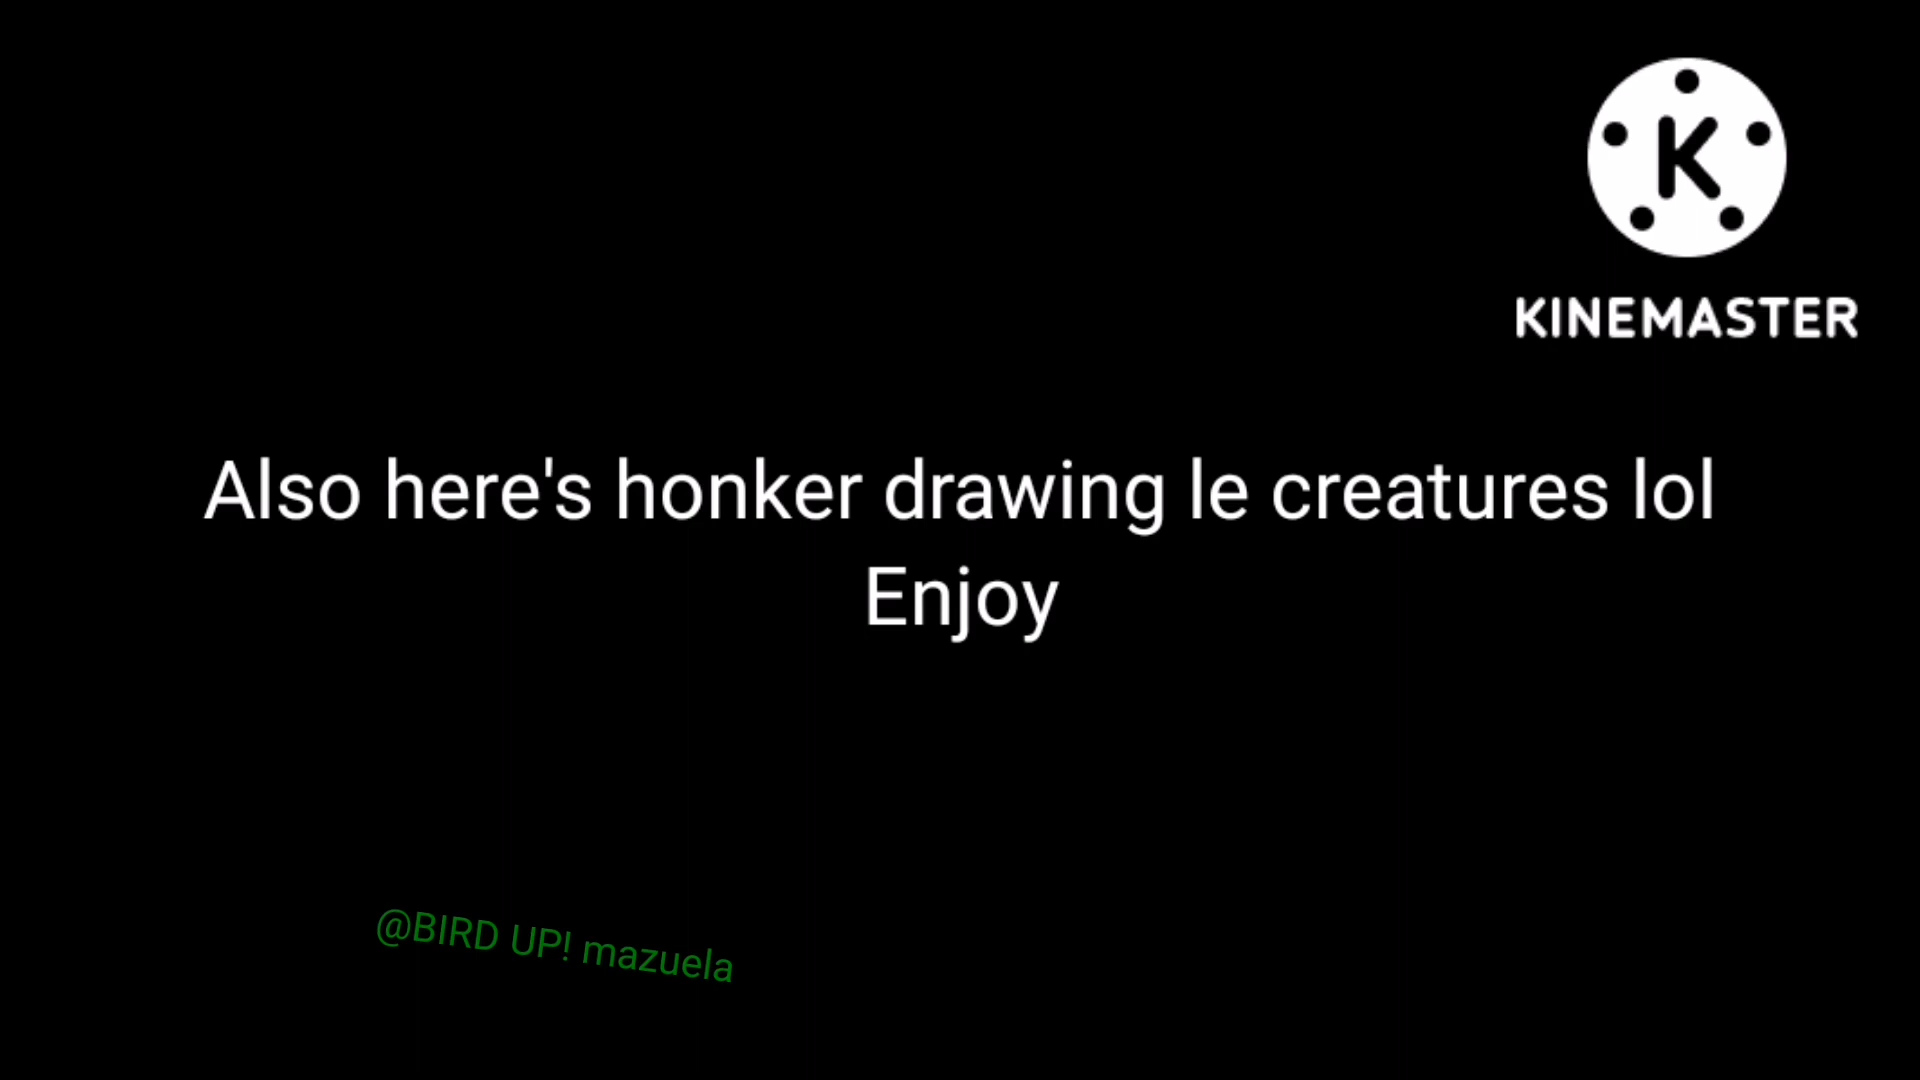 K
KINEMASTER
Also here's honker drawing le creatures lol
Enjoy
@BIRD UP! mazuela